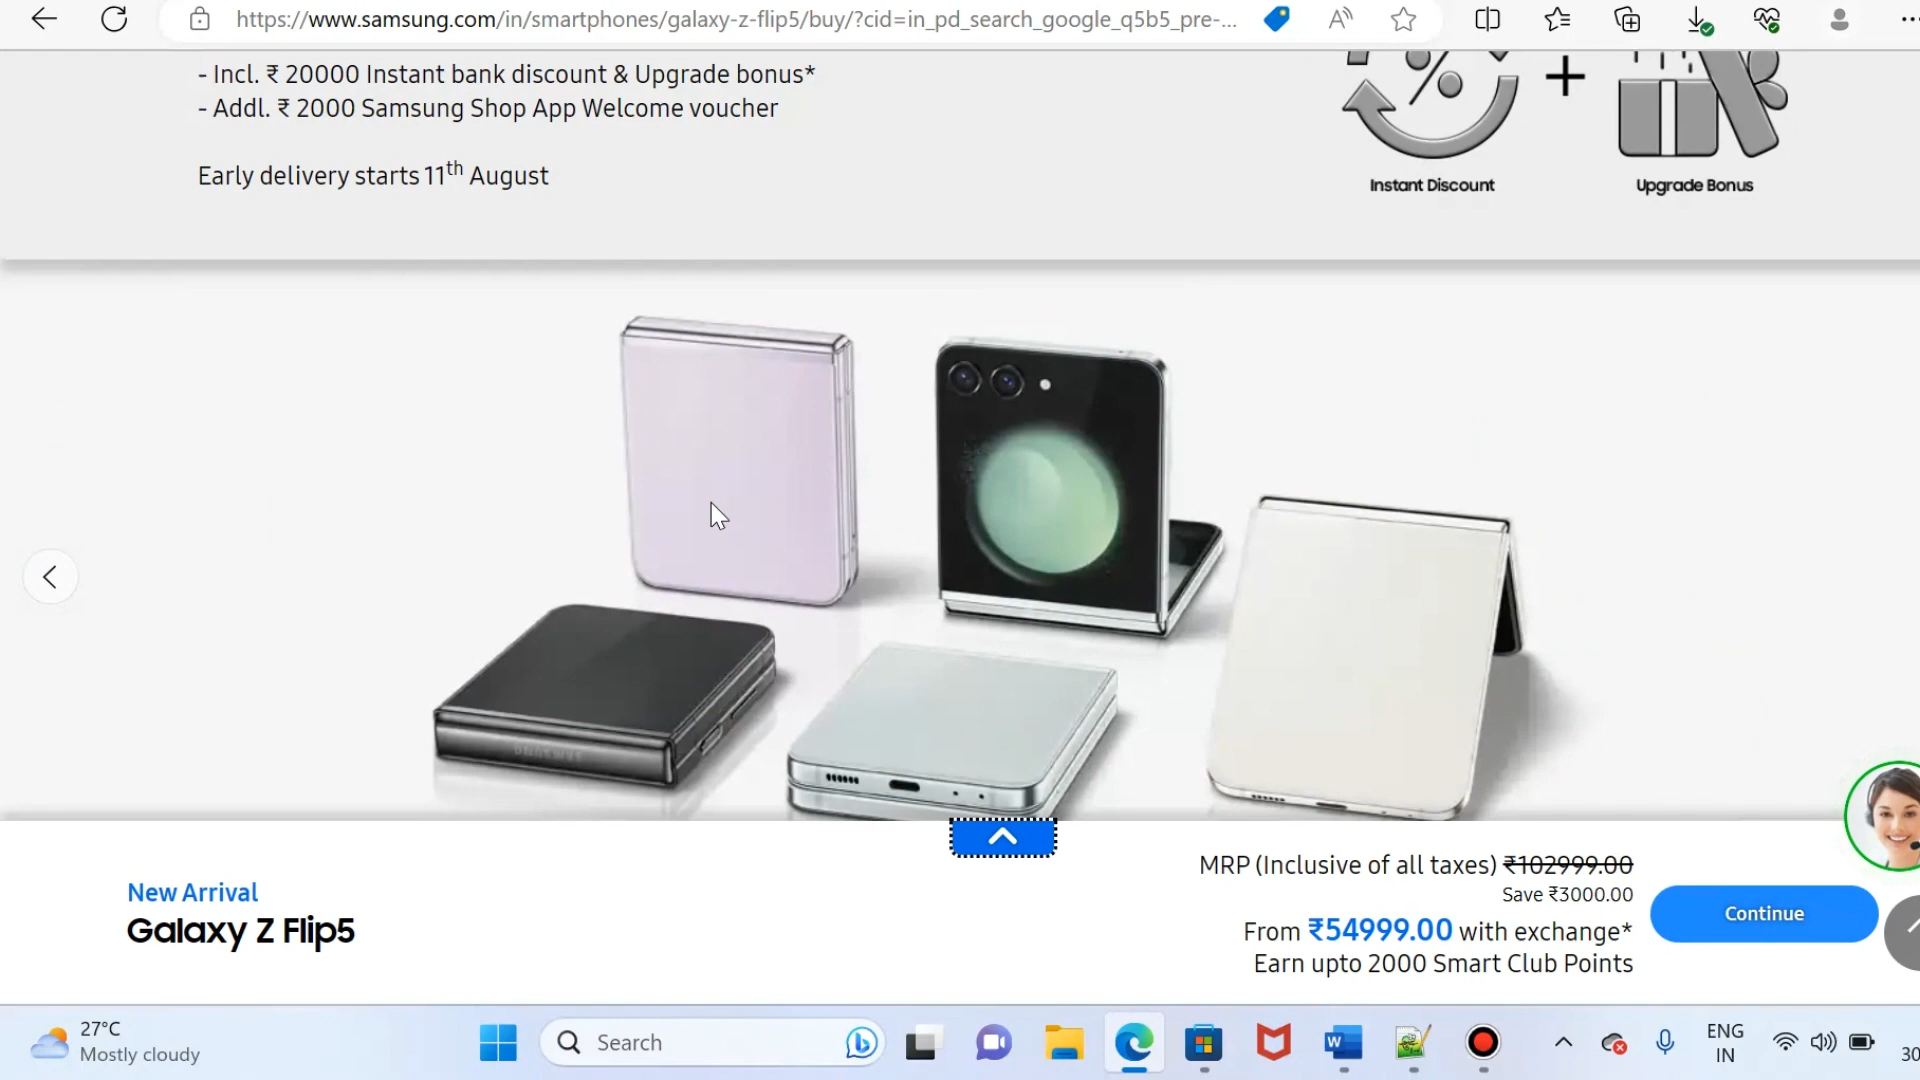 https://www.samsung.com/in/smartphones/galaxy-z-flip5/buy/?cid=in_pd_search_google_q5b5_pre-...
- Incl. ₹ 20000 Instant bank discount & Upgrade bonus*
- Addl. ₹ 2000 Samsung Shop App Welcome voucher
Early delivery starts 11th August
+
Instant Discount
Upgrade Bonus
SAMSUNG
New Arrival
Galaxy Z Flip5
MRP (Inclusive of all taxes) ₹102999.00
Save ₹3000.00
From ₹54999.00 with exchange*
Earn upto 2000 Smart Club Points
Continue
27°C
Mostly cloudy
Search
ENG
IN
30